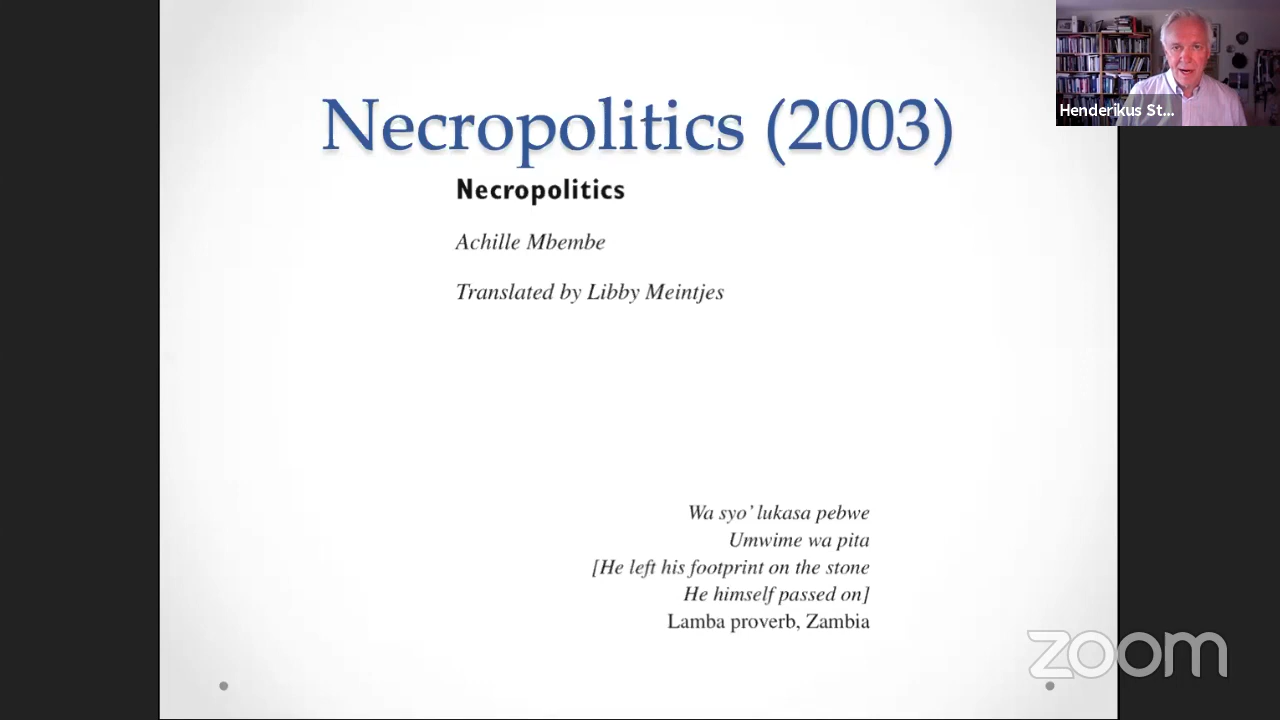 Necropolitics (2003)
Necropolitics
Achille Mbembe
Translated by Libby Meintjes
Wa syo’ lukasa pebwe
Umwime wa pita
[He left his footprint on the stone
He himself passed on]
Lamba proverb, Zambia
Henderikus St...
zoom